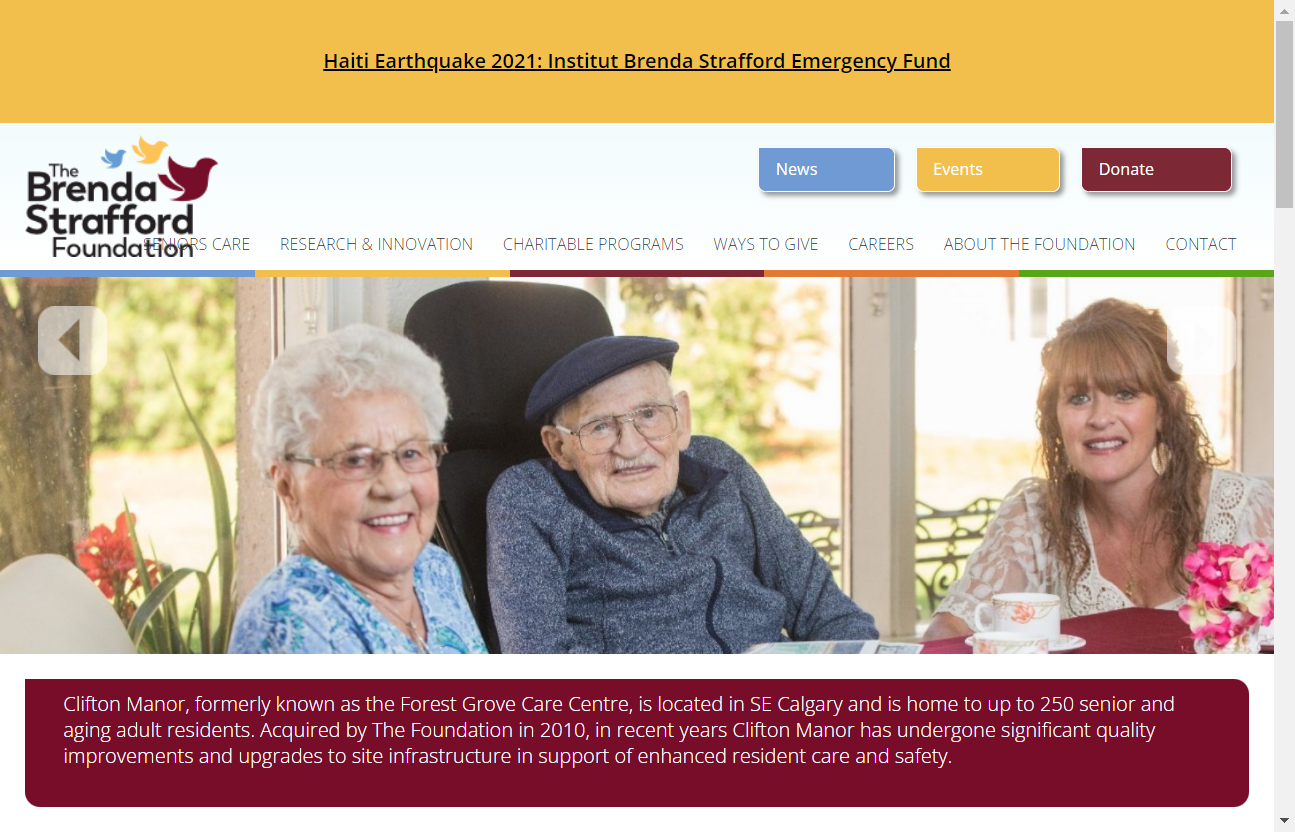 Haiti Earthquake 2021: Institut Brenda Strafford Emergency Fund
The
Brenda
Strafford
Foundation
News
Events
Donate
SENIORS CARE
RESEARCH & INNOVATION
CHARITABLE PROGRAMS
WAYS TO GIVE
CAREERS
ABOUT THE FOUNDATION
CONTACT
Clifton Manor, formerly known as the Forest Grove Care Centre, is located in SE Calgary and is home to up to 250 senior and
aging adult residents. Acquired by The Foundation in 2010, in recent years Clifton Manor has undergone significant quality
improvements and upgrades to site infrastructure in support of enhanced resident care and safety.